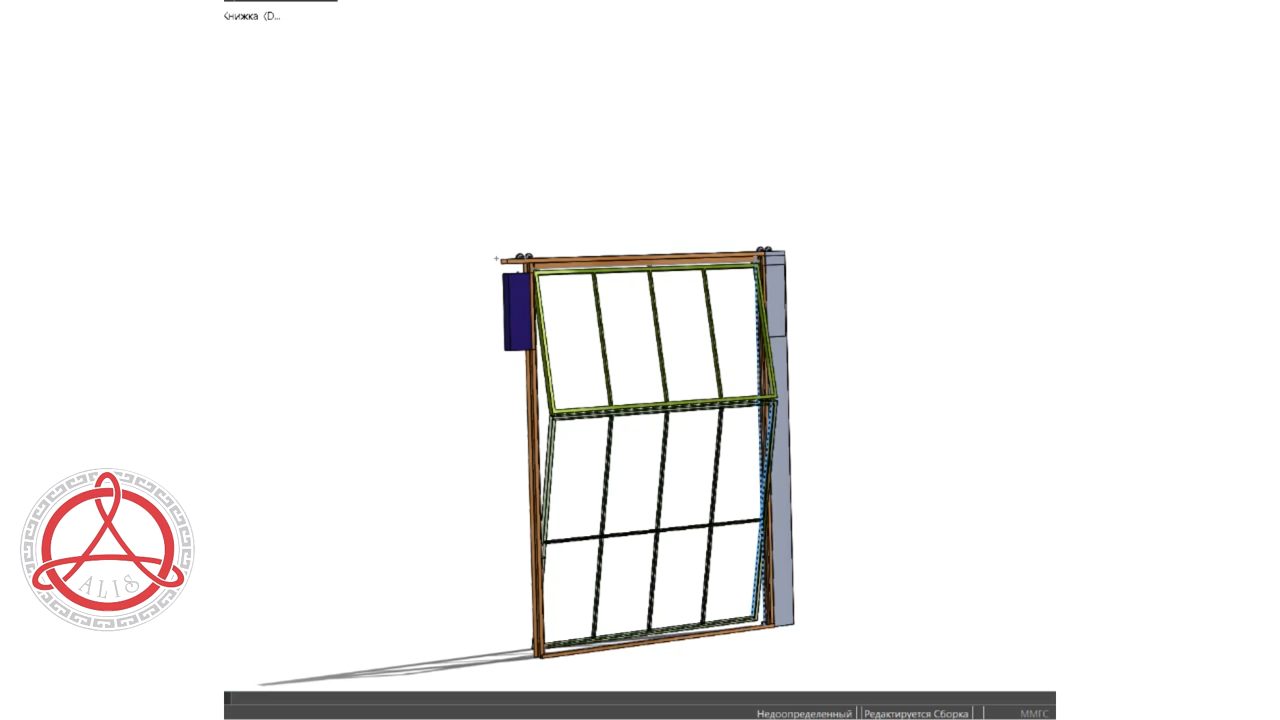 Книжка (D...
ALIS
Недоопределенный Редактируется Сборка ММГС